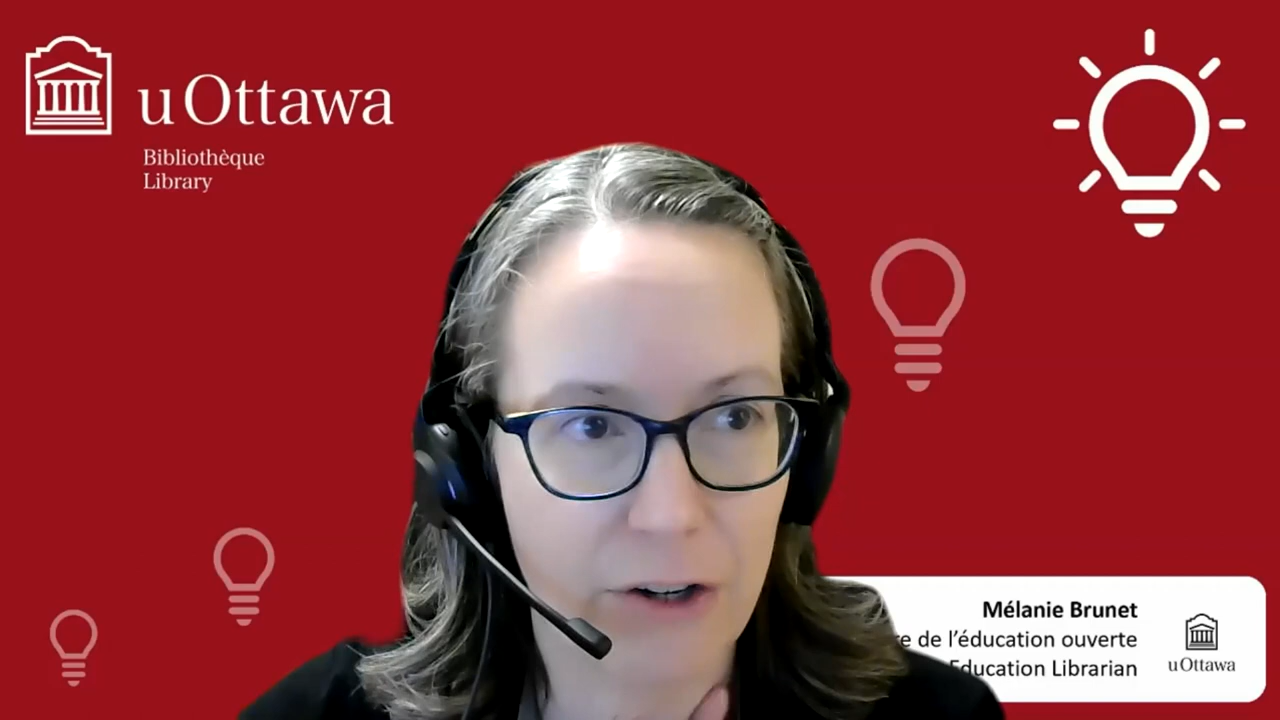 uOttawa
Bibliothèque
Library
Mélanie Brunet
de l’éducation ouverte
Education Librarian
uOttawa